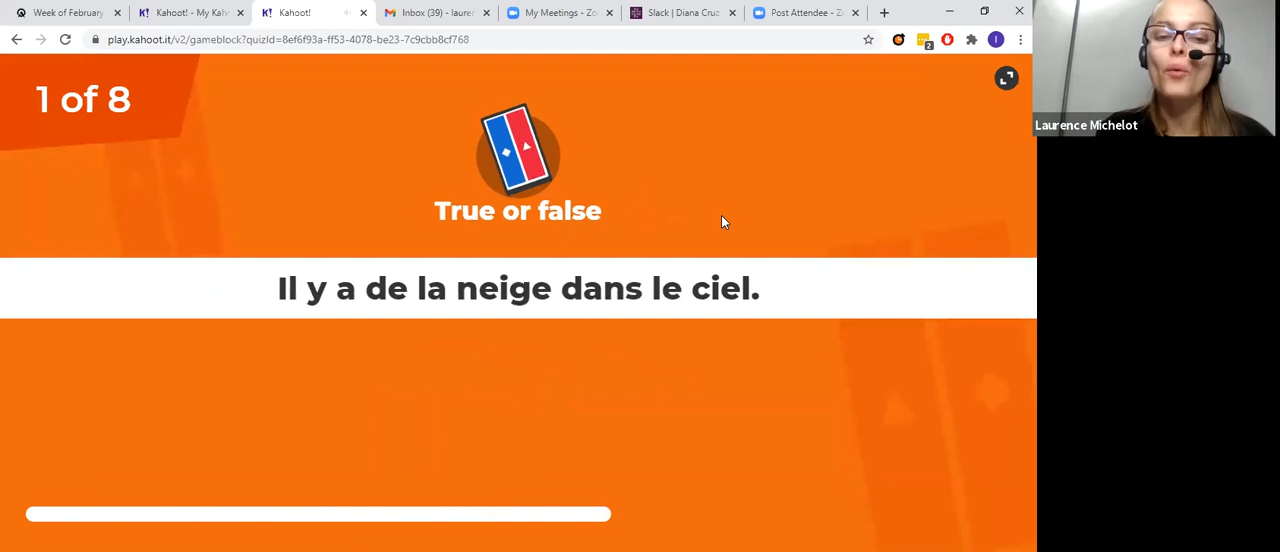 Week of February
Kahoot! - My Kah
Kahoot!
Inbox (39) - lauren
My Meetings - Zo
Slack | Diana Cruz
Post Attendee - Z
play.kahoot.it/v2/gameblock?quizId=8ef6f93a-ff53-4078-be23-7c9cbb8cf768
2
I
Laurence Michelot
1 of 8
True or false
Il y a de la neige dans le ciel.